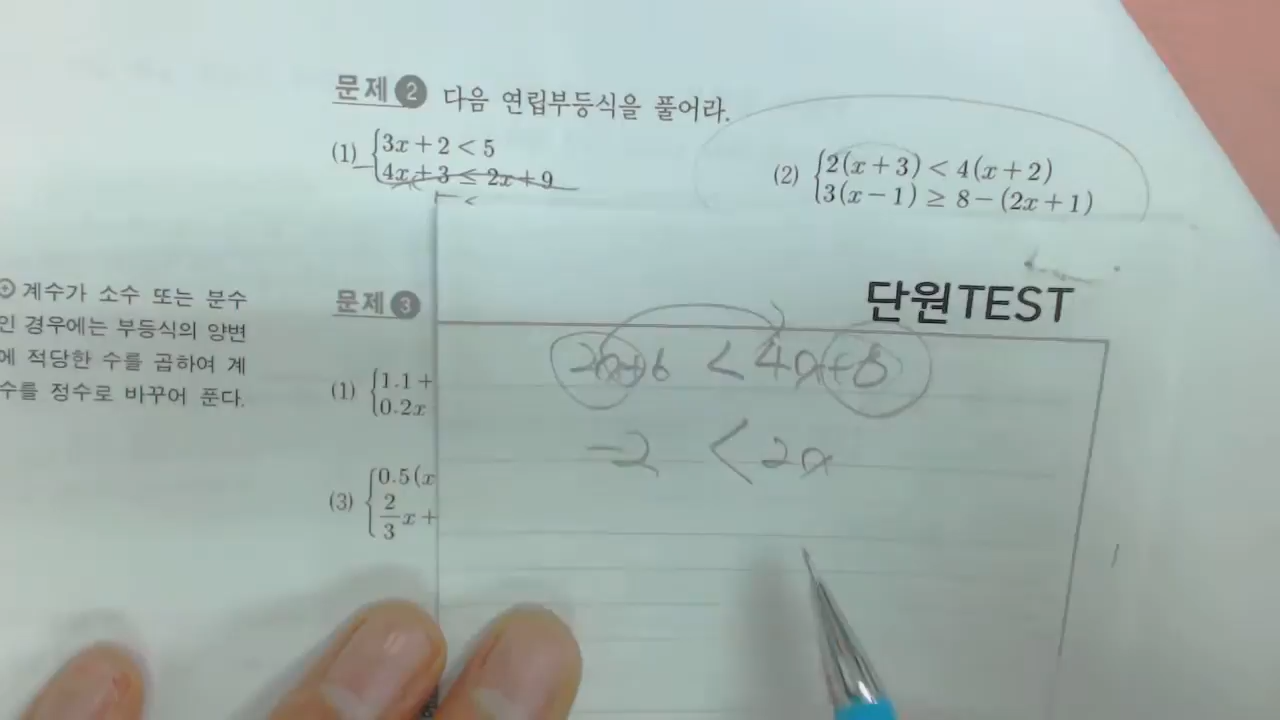 문제 2 다음 연립부등식을 풀어라.
(1) 3x+2<5
4x+3≤2x+9
(2) 2(x+3)<4(x+2)
3(x-1)≥8-(2x+1)
계수가 소수 또는 분수
인 경우에는 부등식의 양변
에 적당한 수를 곱하여 계
수를 정수로 바꾸어 푼다.
문제 3
(1) 1.1+
0.2x
(3) 0.5(x
2/3 x+
단원TEST
2x+6 < 4x+8
-2 < 2x